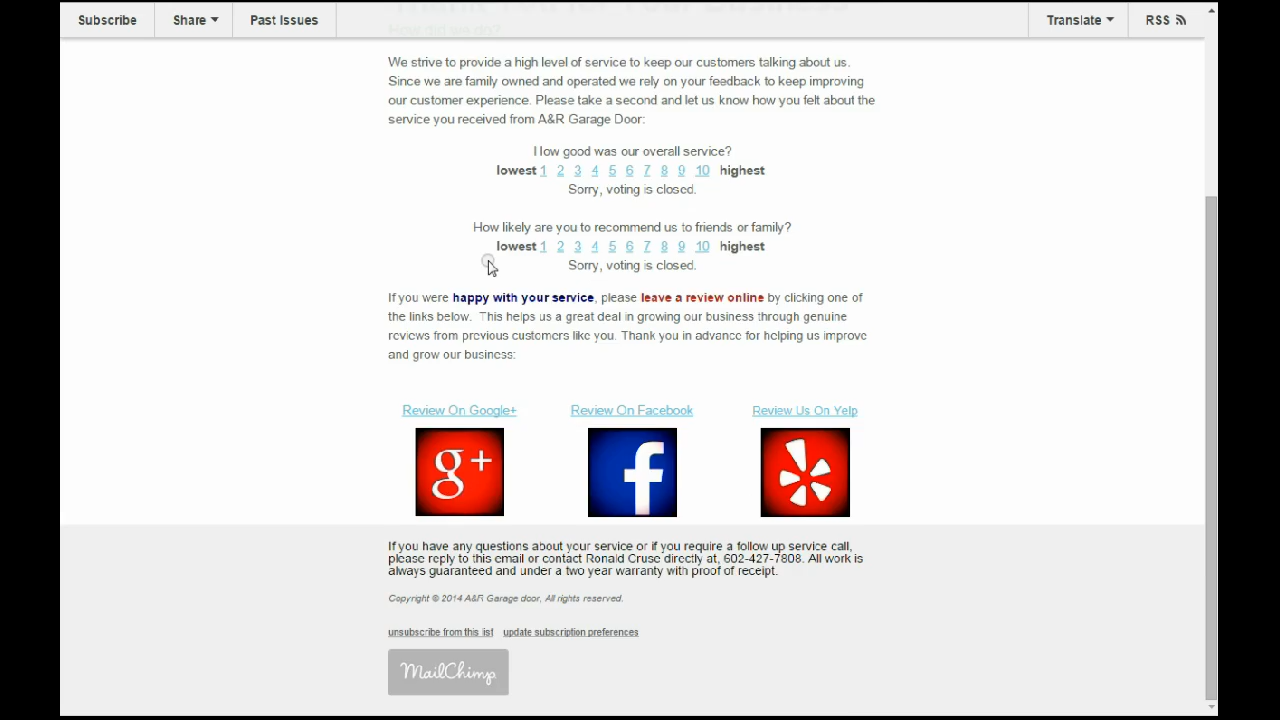 Subscribe Share Past Issues Translate RSS
How did we do?
We strive to provide a high level of service to keep our customers talking about us.
Since we are family owned and operated we rely on your feedback to keep improving
our customer experience. Please take a second and let us know how you felt about the
service you received from A&R Garage Door:
How good was our overall service?
lowest 1 2 3 4 5 6 7 8 9 10 highest
Sorry, voting is closed.
How likely are you to recommend us to friends or family?
lowest 1 2 3 4 5 6 7 8 9 10 highest
Sorry, voting is closed.
If you were happy with your service, please leave a review online by clicking one of
the links below. This helps us a great deal in growing our business through genuine
reviews from previous customers like you. Thank you in advance for helping us improve
and grow our business:
Review On Google+ Review On Facebook Review Us On Yelp
g+ f
If you have any questions about your service or if you require a follow up service call,
please reply to this email or contact Ronald Cruse directly at, 602-427-7808. All work is
always guaranteed and under a two year warranty with proof of receipt.
Copyright © 2014 A&R Garage door, All rights reserved.
unsubscribe from this list update subscription preferences
MailChimp